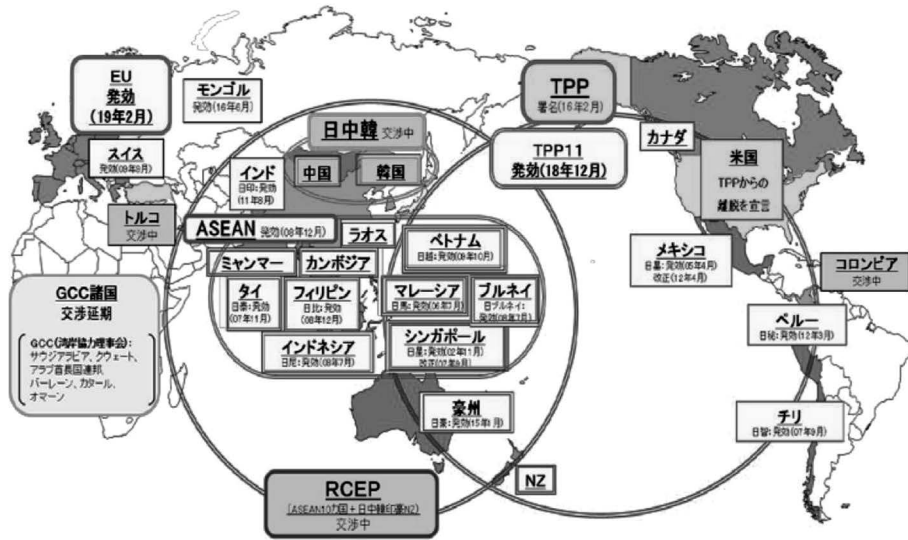 EU
発効
(19年2月)
モンゴル
発効(16年6月)
スイス
発効(09年9月)
トルコ
交渉中
GCC諸国
交渉延期
GCC(湾岸協力理事会):
サウジアラビア、クウェート、
アラブ首長国連邦、
バーレーン、カタール、
オマーン
日中韓 交渉中
中国
韓国
インド
日印:発効
(11年8月)
ASEAN 発効(08年12月)
ラオス
ミャンマー
カンボジア
ベトナム
日越:発効(09年10月)
タイ
日泰:発効
(07年11月)
フィリピン
日比:発効
(08年12月)
マレーシア
日馬:発効(06年7月)
ブルネイ
日ブルネイ:
発効(08年7月)
インドネシア
日尼:発効(08年7月)
シンガポール
日星:発効(02年11月)
改正(07年9月)
豪州
日豪:発効(15年1月)
NZ
RCEP
(ASEAN10カ国+日中韓印豪NZ)
交渉中
TPP
署名(16年2月)
TPP11
発効(18年12月)
カナダ
米国
TPPからの
離脱を宣言
メキシコ
日墨:発効(05年4月)
改正(12年4月)
コロンビア
交渉中
ペルー
日秘:発効(12年3月)
チリ
日智:発効(07年9月)